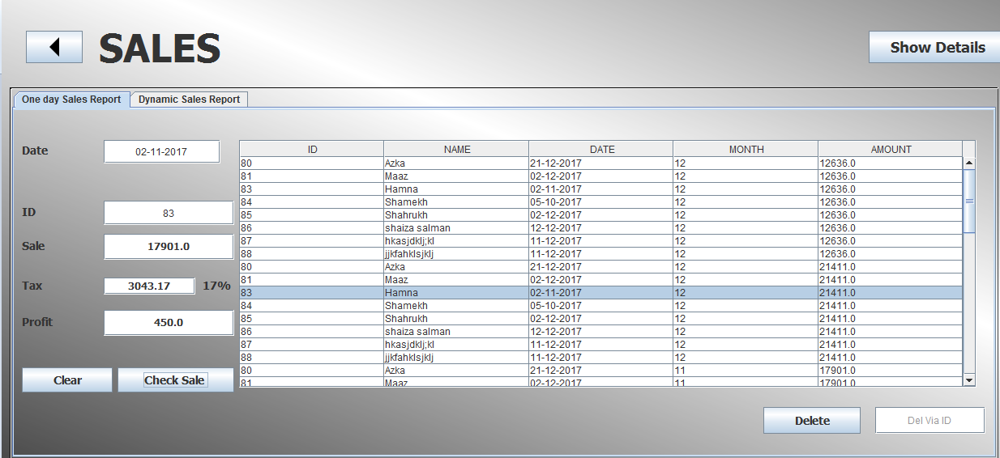 SALES
Show Details
One day Sales Report Dynamic Sales Report
Date 02-11-2017
ID 83
Sale 17901.0
Tax 3043.17 17%
Profit 450.0
Clear Check Sale
ID NAME DATE MONTH AMOUNT
80 Azka 21-12-2017 12 12636.0
81 Maaz 02-12-2017 12 12636.0
83 Hamna 02-11-2017 12 12636.0
84 Shamekh 05-10-2017 12 12636.0
85 Shahrukh 02-12-2017 12 12636.0
86 shaiza salman 12-12-2017 12 12636.0
87 hkasjdklj;kl 11-12-2017 12 12636.0
88 jjkfahklsjklj 11-12-2017 12 12636.0
80 Azka 21-12-2017 12 21411.0
81 Maaz 02-12-2017 12 21411.0
83 Hamna 02-11-2017 12 21411.0
84 Shamekh 05-10-2017 12 21411.0
85 Shahrukh 02-12-2017 12 21411.0
86 shaiza salman 12-12-2017 12 21411.0
87 hkasjdklj;kl 11-12-2017 12 21411.0
88 jjkfahklsjklj 11-12-2017 12 21411.0
80 Azka 21-12-2017 11 17901.0
81 Maaz 02-12-2017 11 17901.0
Delete Del Via ID